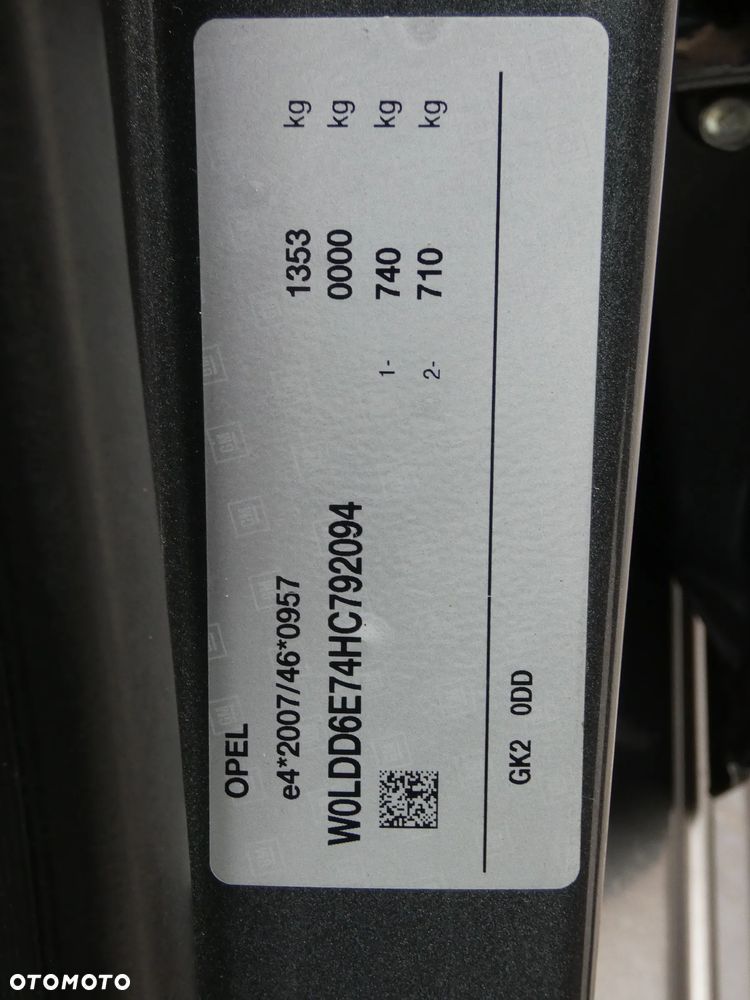 OPEL
e4*2007/46*0957 1353 kg
W0LDD6E74HC792094 0000 kg
1- 740 kg
2- 710 kg
GK2 0DD
OTOMOTO